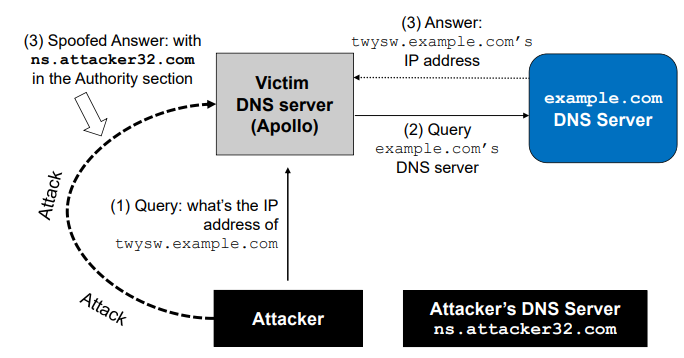 (3) Spoofed Answer: with
ns.attacker32.com
in the Authority section
Victim
DNS server
(Apollo)
(3) Answer:
twysw.example.com’s
IP address
example.com
DNS Server
(2) Query
example.com’s
DNS server
Attack
(1) Query: what’s the IP
address of
twysw.example.com
Attack
Attacker
Attacker’s DNS Server
ns.attacker32.com